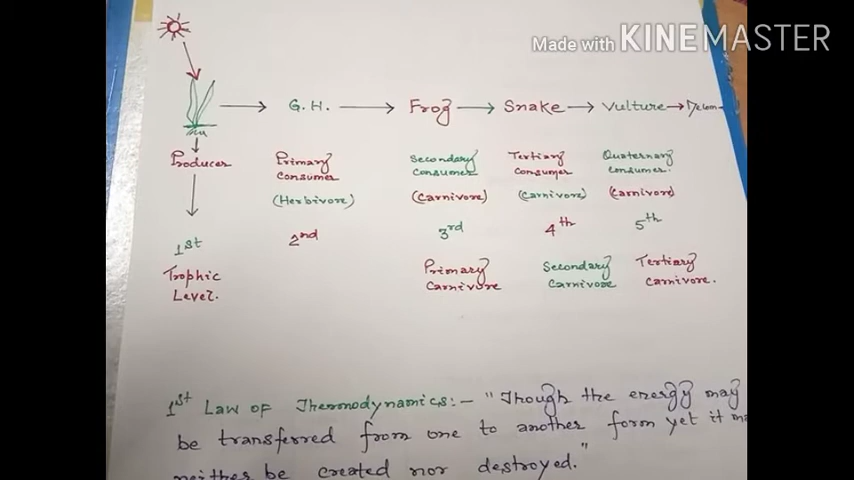 Made with KINEMASTER
G.H. Frog Snake Vulture
Producer Primary Consumer (Herbivore) Secondary Consumer (Carnivore) Tertiary Consumer (Carnivore) Quaternary Consumer. (Carnivore)
1st 2nd 3rd 4th 5th
Trophic Level. Primary Carnivore Secondary Carnivore Tertiary Carnivore.
1st Law of Thermodynamics:- "Though the energy may
be transferred from one to another form yet it
neither be created nor destroyed."